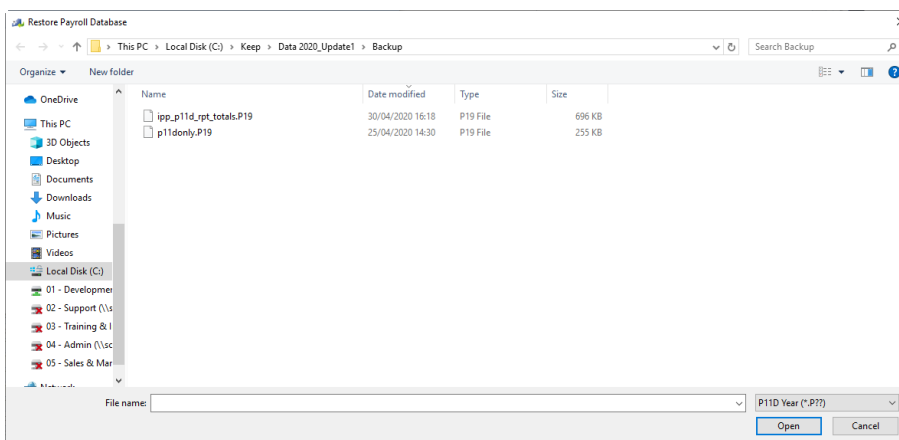 Restore Payroll Database
This PC > Local Disk (C:) > Keep > Data 2020_Update1 > Backup
Search Backup
Organize
New folder
Name
Date modified
Type
Size
ipp_p11d_rpt_totals.P19
30/04/2020 16:18
P19 File
696 KB
p11donly.P19
25/04/2020 14:30
P19 File
255 KB
OneDrive
This PC
3D Objects
Desktop
Documents
Downloads
Music
Pictures
Videos
Local Disk (C:)
01 - Developmer
02 - Support (\\s
03 - Training & I
04 - Admin (\\sc
05 - Sales & Mar
File name:
P11D Year (*.P??)
Open
Cancel